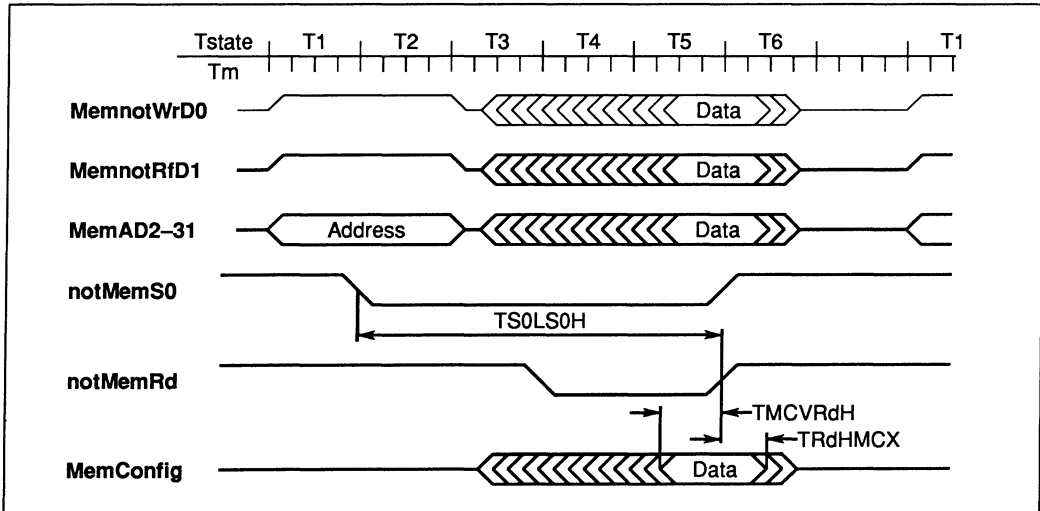 Tstate T1 T2 T3 T4 T5 T6 T1
Tm
MemnotWrD0 Data
MemnotRfD1 Data
MemAD2–31 Address Data
notMemS0
TS0LS0H
notMemRd
TMCVRdH
TRdHMCX
MemConfig Data